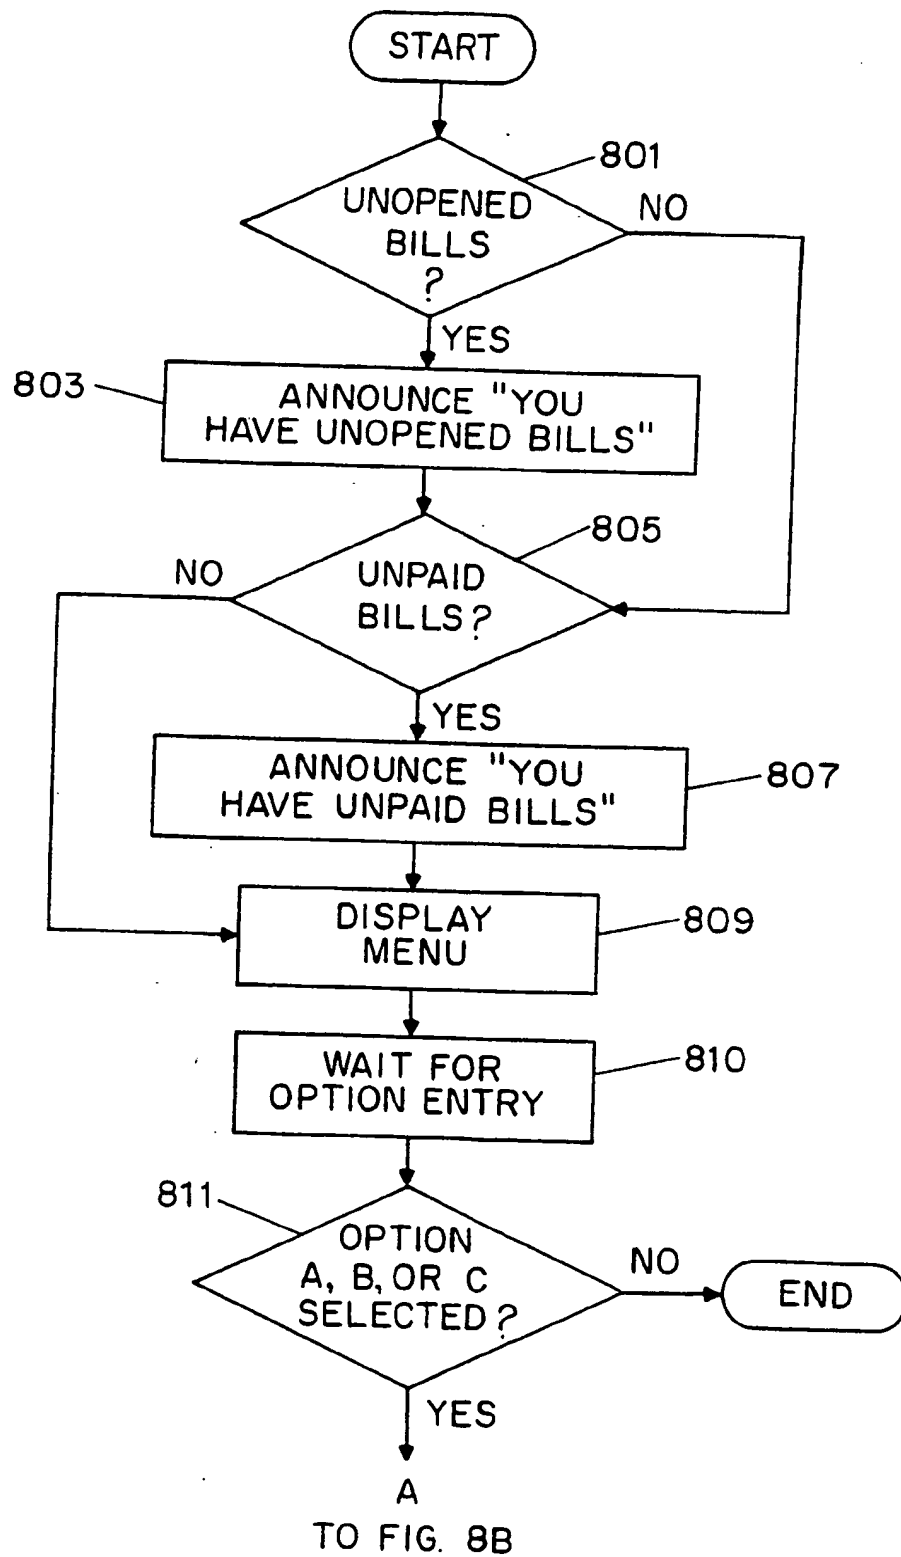 START
801
UNOPENED
BILLS
?
NO
YES
803
ANNOUNCE "YOU
HAVE UNOPENED BILLS"
805
NO
UNPAID
BILLS?
YES
ANNOUNCE "YOU
HAVE UNPAID BILLS"
807
DISPLAY
MENU
809
WAIT FOR
OPTION ENTRY
810
811
OPTION
A, B, OR C
SELECTED?
NO
END
YES
A
TO FIG. 8B